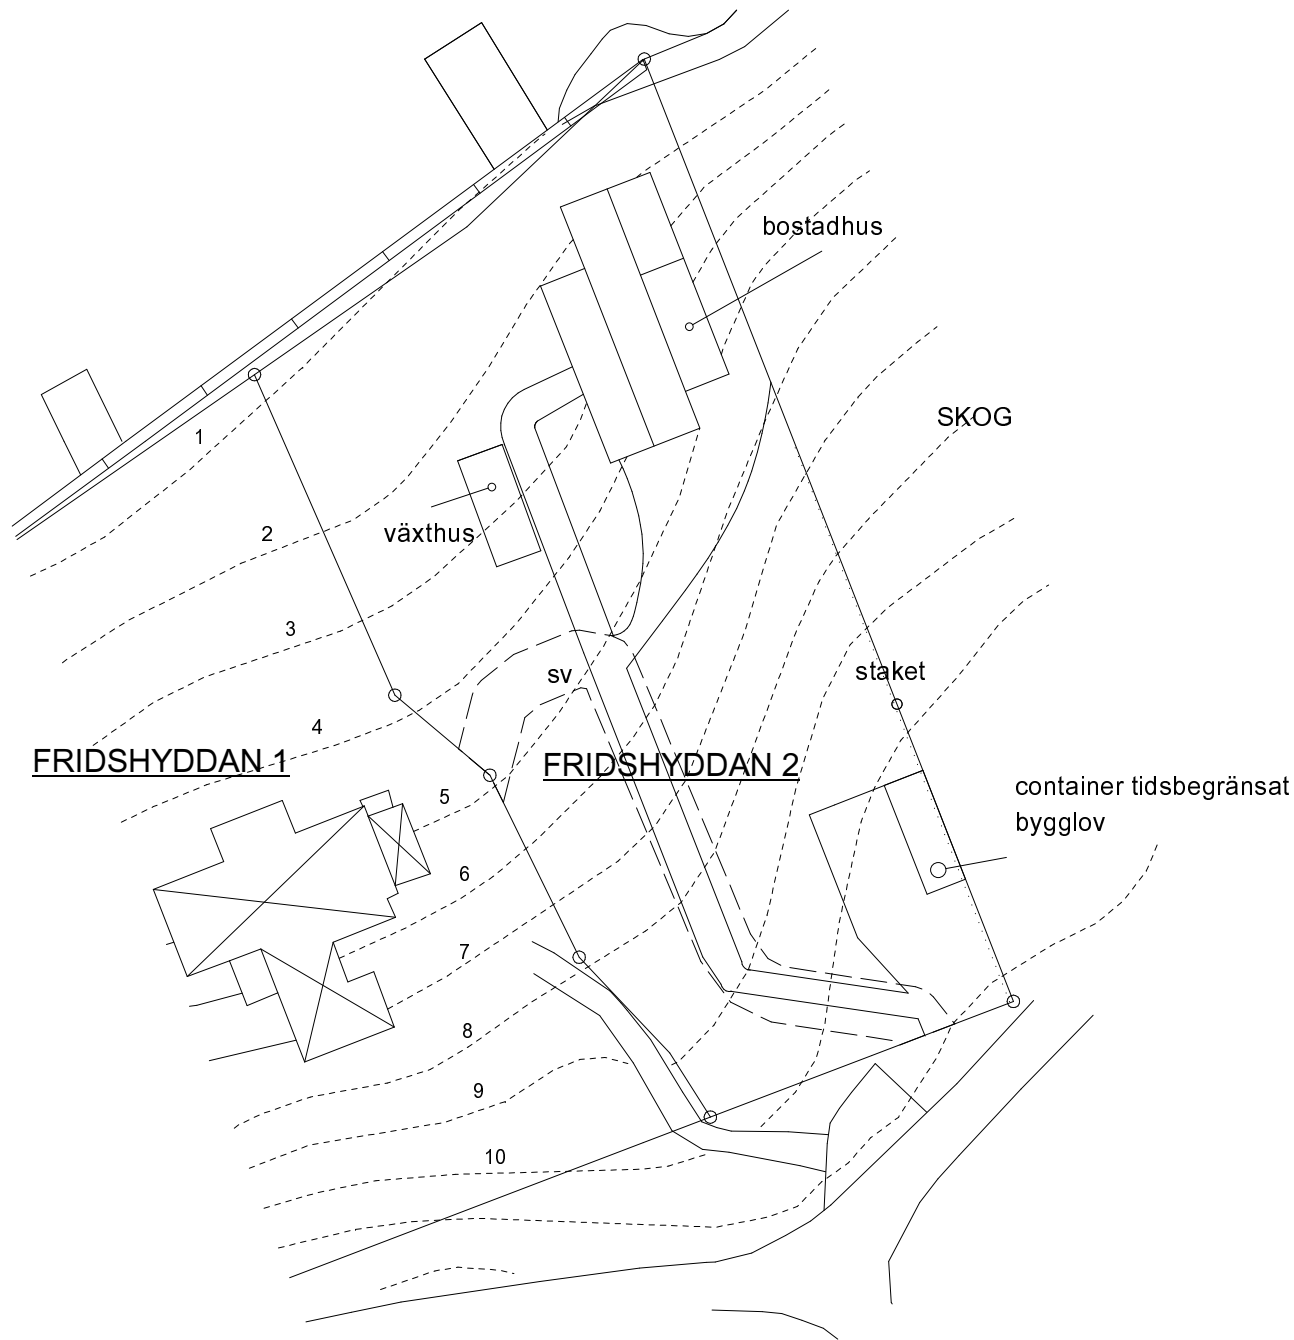 bostadhus
SKOG
1
2
växthus
3
sv
staket
4
FRIDSHYDDAN 1
FRIDSHYDDAN 2
container tidsbegränsat
bygglov
5
6
7
8
9
10